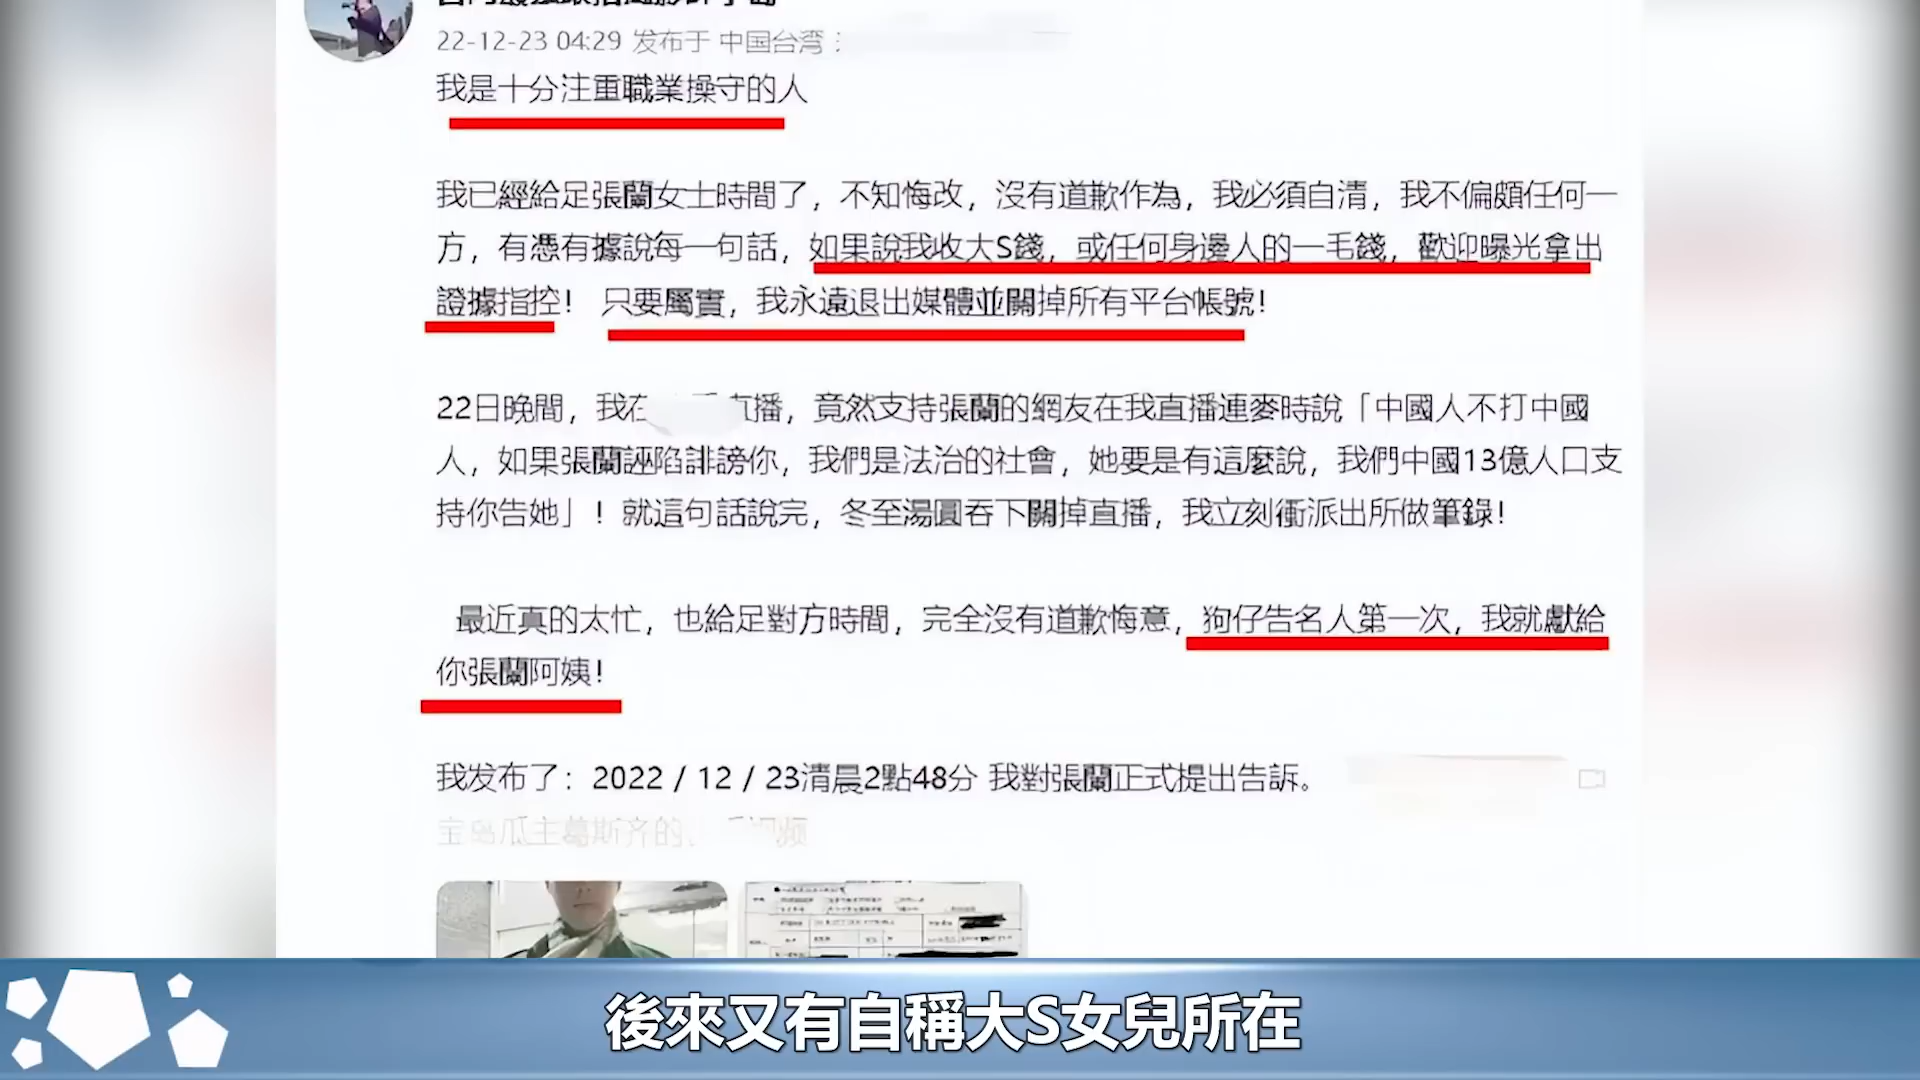 22-12-23 04:29 发布于 中国台湾
我是十分注重職業操守的人
我已經給足張蘭女士時間了，不知悔改，沒有道歉作為，我必須自清，我不偏頗任何一
方，有憑有據說每一句話，如果說我收大S錢，或任何身邊人的一毛錢，歡迎曝光拿出
證據指控！ 只要屬實，我永遠退出媒體並關掉所有平台帳號！
22日晚間，我在 直播，竟然支持張蘭的網友在我直播連麥時說「中國人不打中國
人，如果張蘭誣陷誹謗你，我們是法治的社會，她要是有這麼說，我們中國13億人口支
持你告她」！就這句話說完，冬至湯圓吞下關掉直播，我立刻衝派出所做筆錄！
最近真的太忙，也給足對方時間，完全沒有道歉悔意，狗仔告名人第一次，我就獻給
你張蘭阿姨！
我发布了：2022 / 12 / 23清晨2點48分 我對張蘭正式提出告訴。
宝岛瓜主葛斯齐的 视频
後來又有自稱大S女兒所在